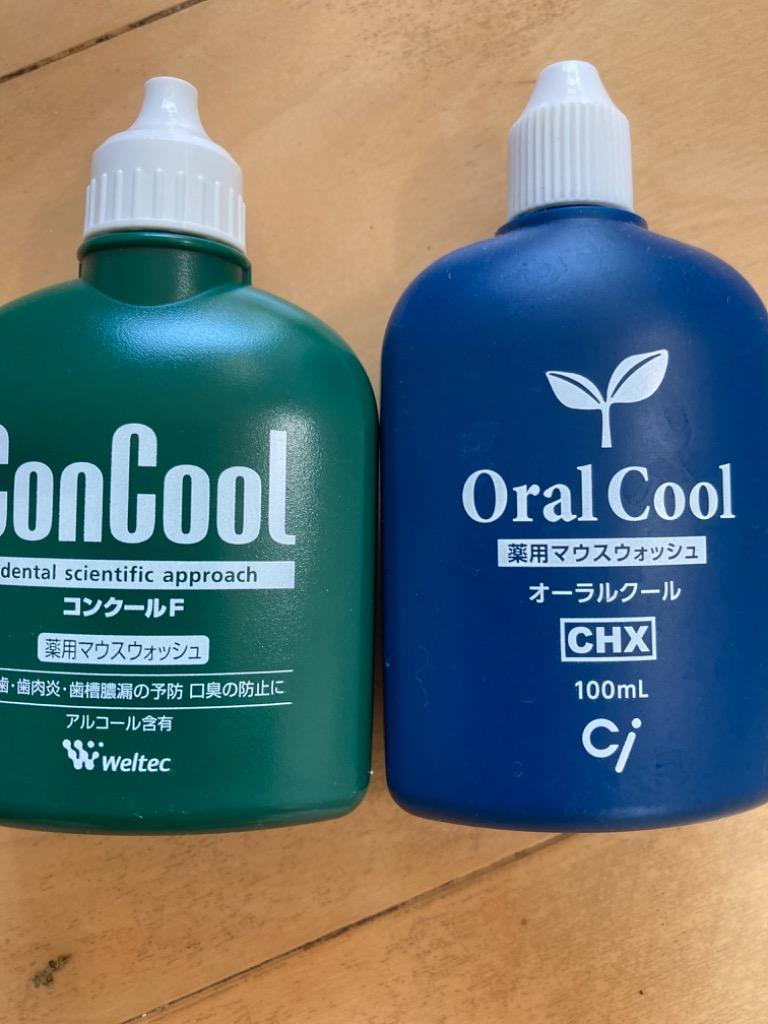 ConCool
dental scientific approach
コンクールF
薬用マウスウォッシュ
歯・歯肉炎・歯槽膿漏の予防 口臭の防止に
アルコール含有
Weltec
Oral Cool
薬用マウスウォッシュ
オーラルクール
CHX
100mL
Ci